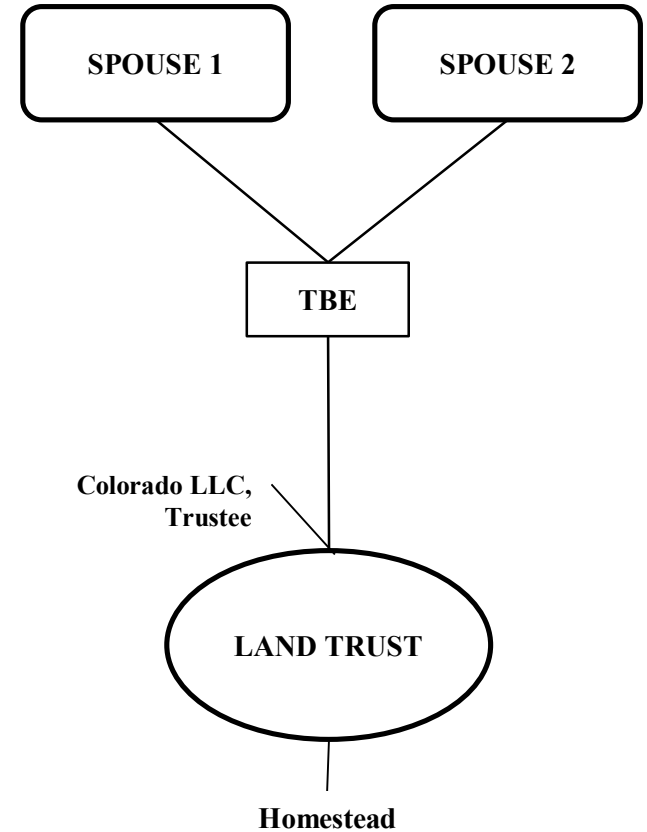 SPOUSE 1
SPOUSE 2
TBE
Colorado LLC,
Trustee
LAND TRUST
Homestead